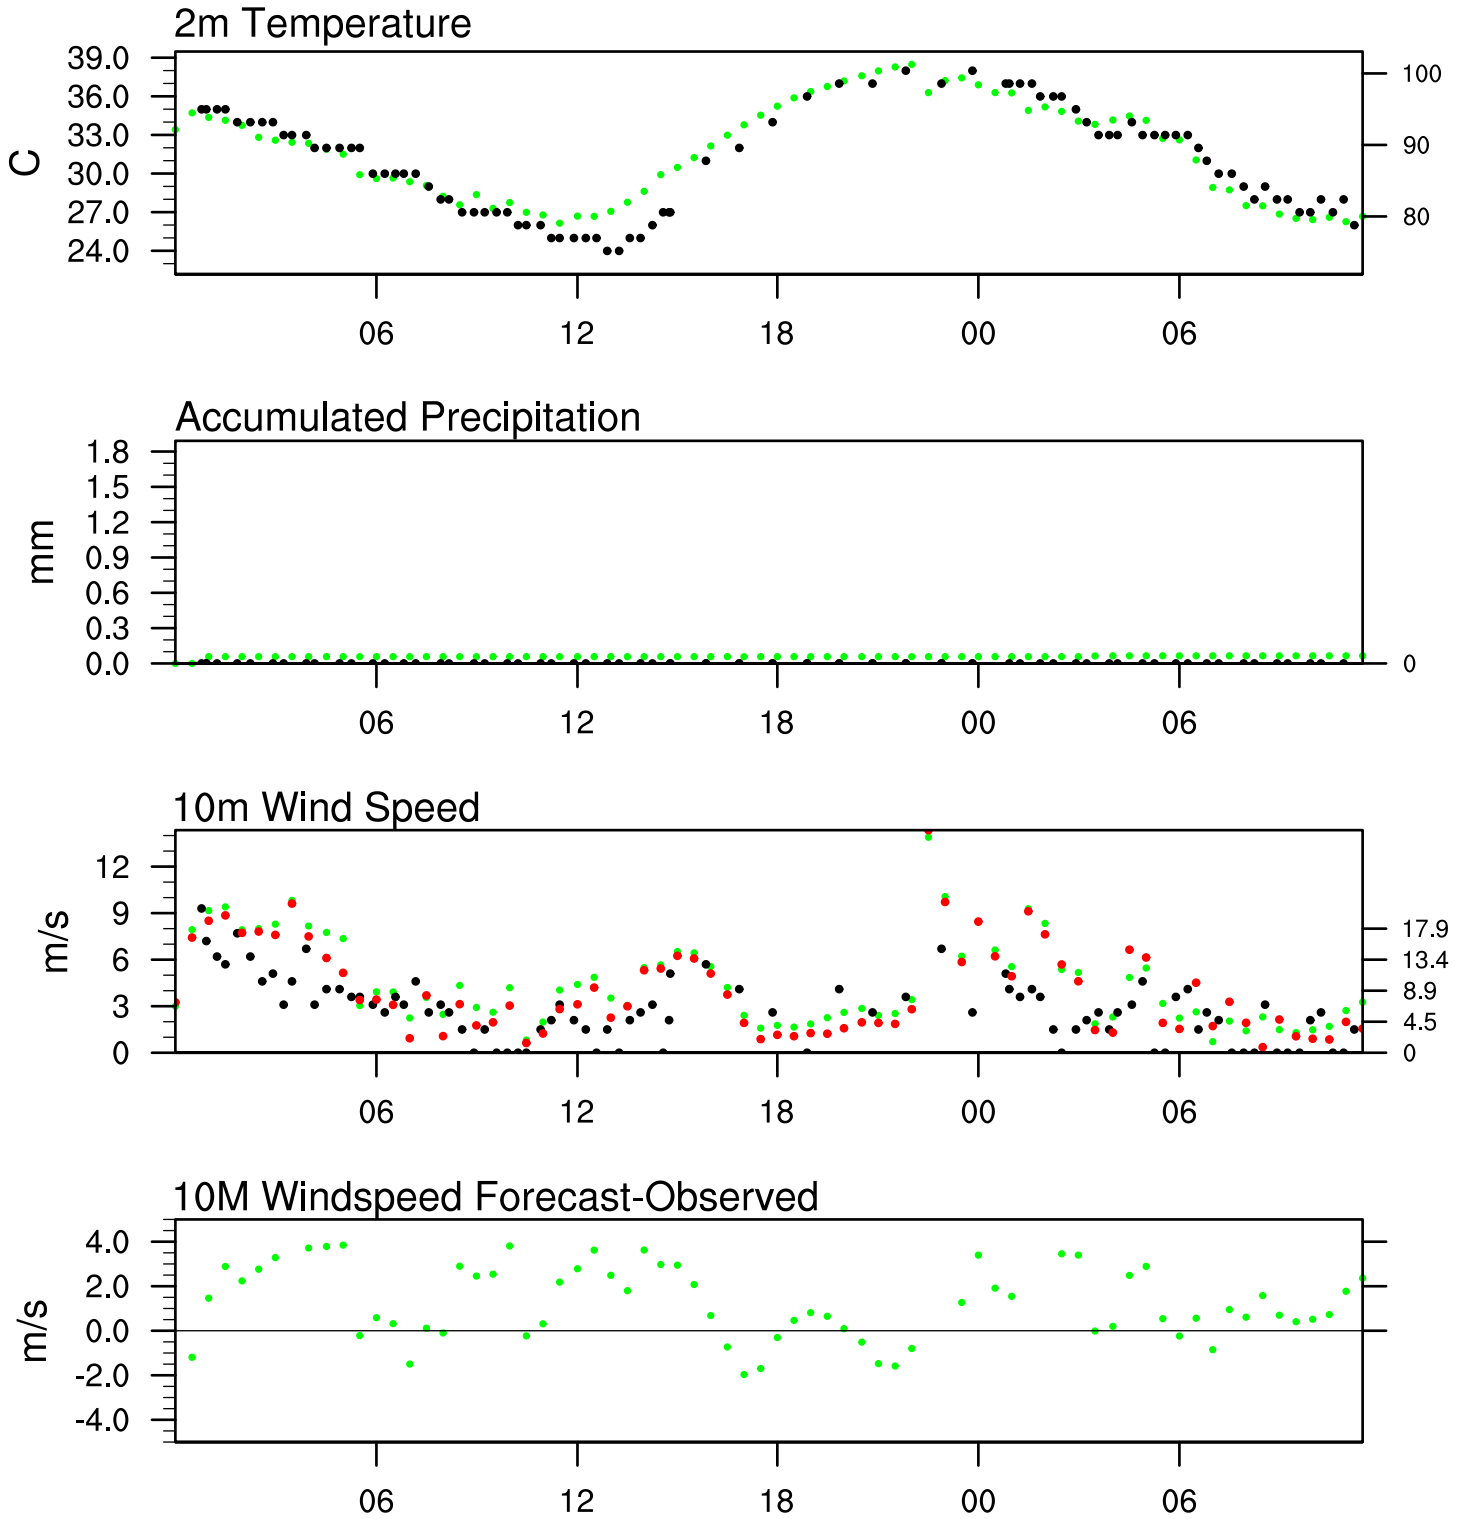 2m Temperature
39.0
36.0
33.0
30.0
27.0
24.0
C
100
90
80
06 12 18 00 06
Accumulated Precipitation
1.8
1.5
1.2
0.9
0.6
0.3
0.0
mm
0
06 12 18 00 06
10m Wind Speed
12
9
6
3
0
m/s
17.9
13.4
8.9
4.5
0
06 12 18 00 06
10M Windspeed Forecast-Observed
4.0
2.0
0.0
-2.0
-4.0
m/s
06 12 18 00 06